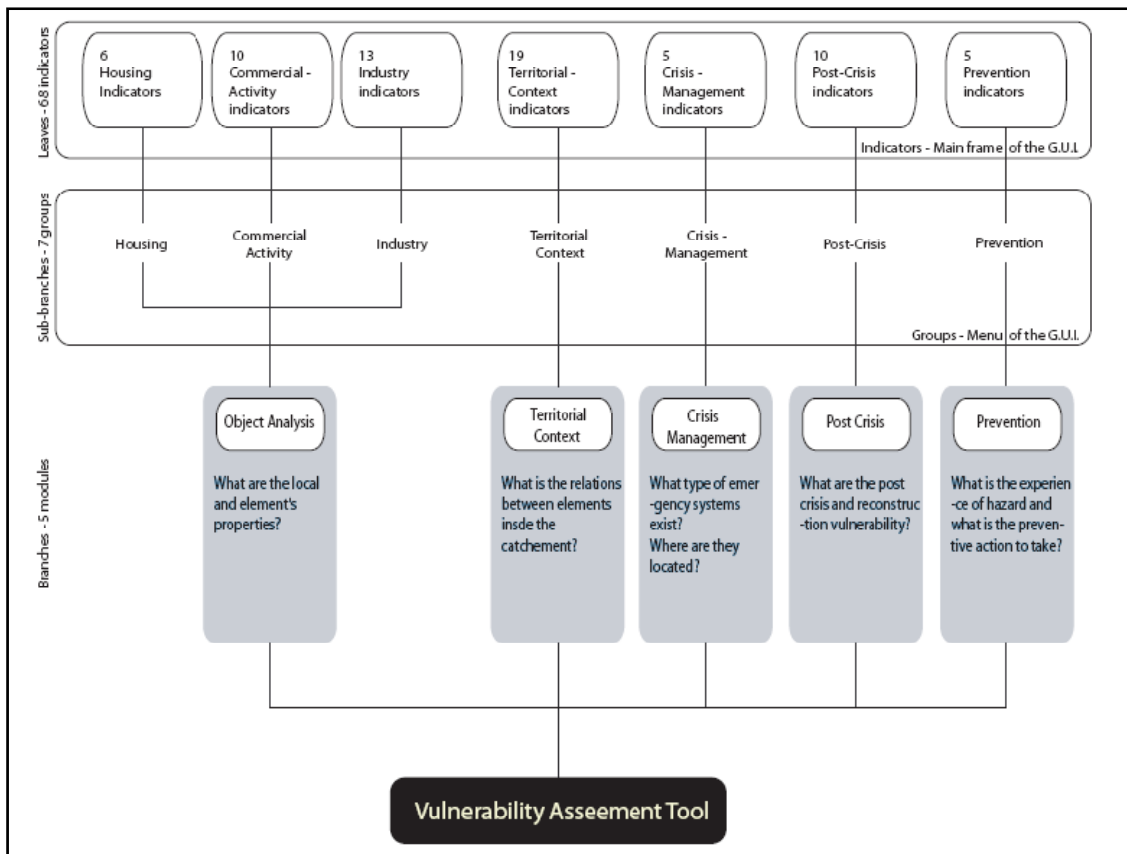 Leaves - 68 indicators
6
Housing
Indicators
10
Commercial -
Activity
indicators
13
Industry
indicators
19
Territorial -
Context
indicators
5
Crisis -
Management
indicators
10
Post-Crisis
indicators
5
Prevention
indicators
Indicators - Main frame of the G.U.I.
Sub-branches - 7 groups
Housing
Commercial
Activity
Industry
Territorial
Context
Crisis -
Management
Post-Crisis
Prevention
Groups - Menu of the G.U.I.
Branches - 5 modules
Object Analysis
What are the local
and element's
properties?
Territorial
Context
What is the relations
between elements
insde the
catchement?
Crisis
Management
What type of emer
-gency systems
exist?
Where are they
located?
Post Crisis
What are the post
crisis and reconstruc
-tion vulnerability?
Prevention
What is the experien
-ce of hazard and
what is the preven-
tive action to take?
Vulnerability Asseement Tool